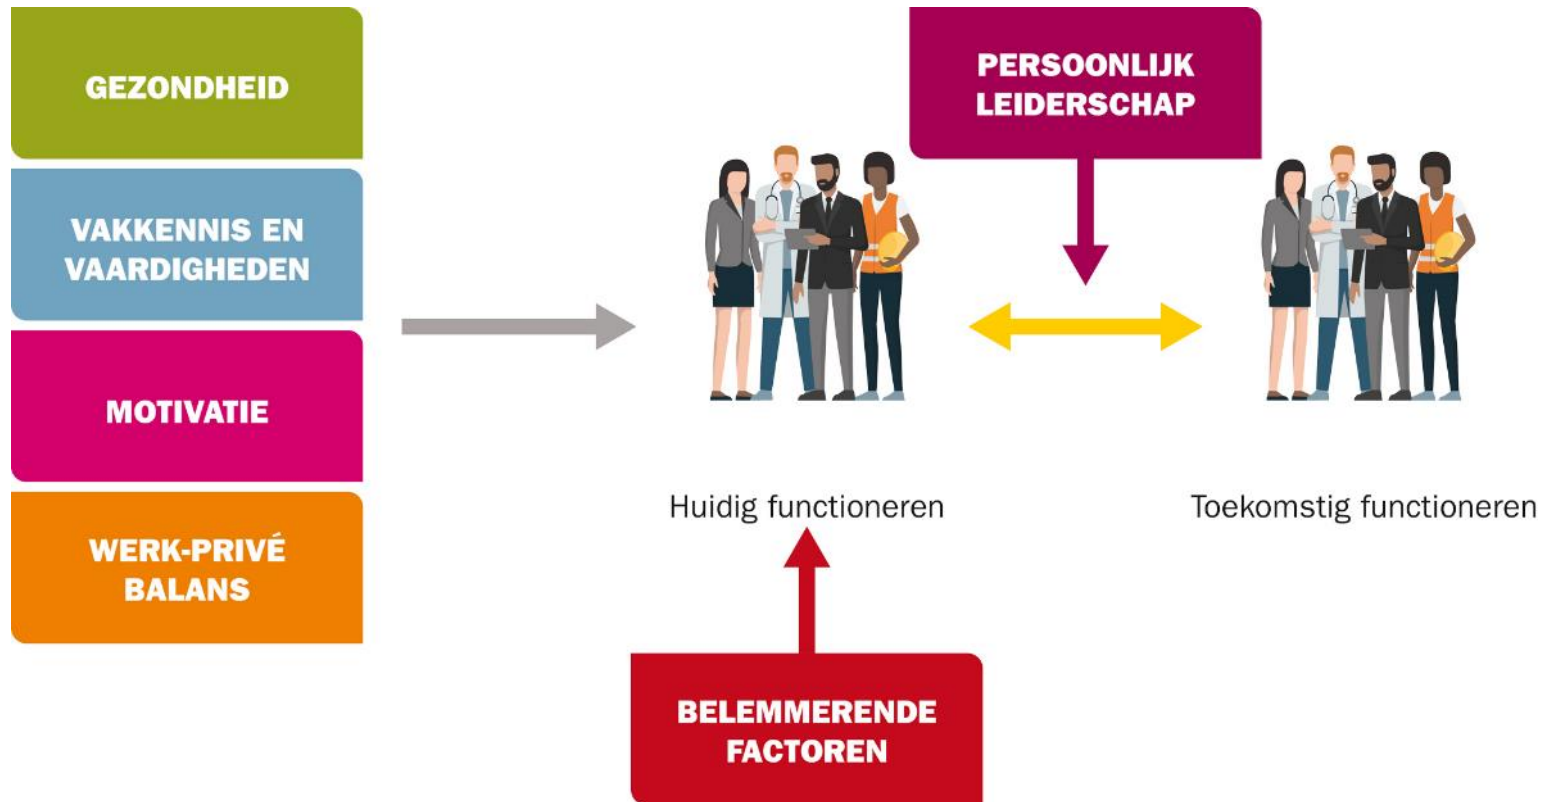 GEZONDHEID
VAKKENNIS EN
VAARDIGHEDEN
MOTIVATIE
WERK-PRIVÉ
BALANS
PERSOONLIJK
LEIDERSCHAP
Huidig functioneren
Toekomstig functioneren
BELEMMERENDE
FACTOREN